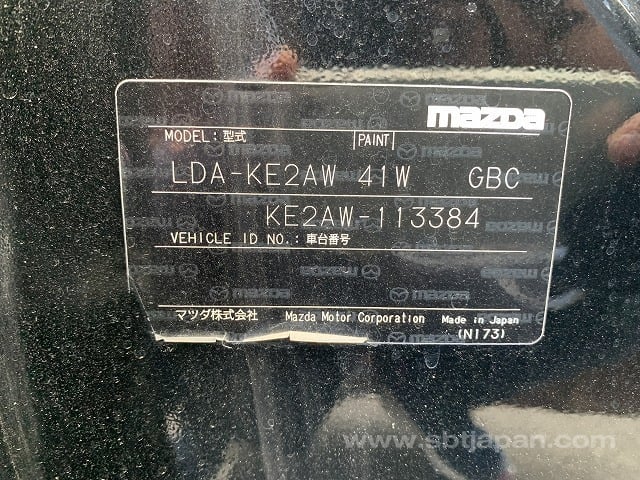 mazda
MODEL:型式 PAINT
LDA-KE2AW 41W GBC
KE2AW-113384
VEHICLE ID NO.:車台番号
マツダ株式会社 Mazda Motor Corporation Made in Japan
(N173)
www.sbtjapan.com